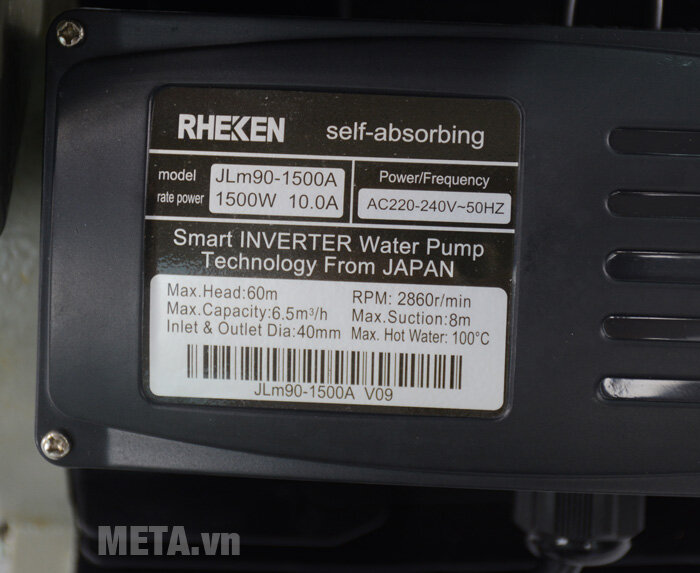 RHEKEN self-absorbing
model JLm90-1500A
rate power 1500W 10.0A
Power/Frequency
AC220-240V~50HZ
Smart INVERTER Water Pump
Technology From JAPAN
Max.Head:60m RPM: 2860r/min
Max.Capacity:6.5m³/h Max.Suction:8m
Inlet & Outlet Dia:40mm Max. Hot Water: 100°C
JLm90-1500A V09
META.vn